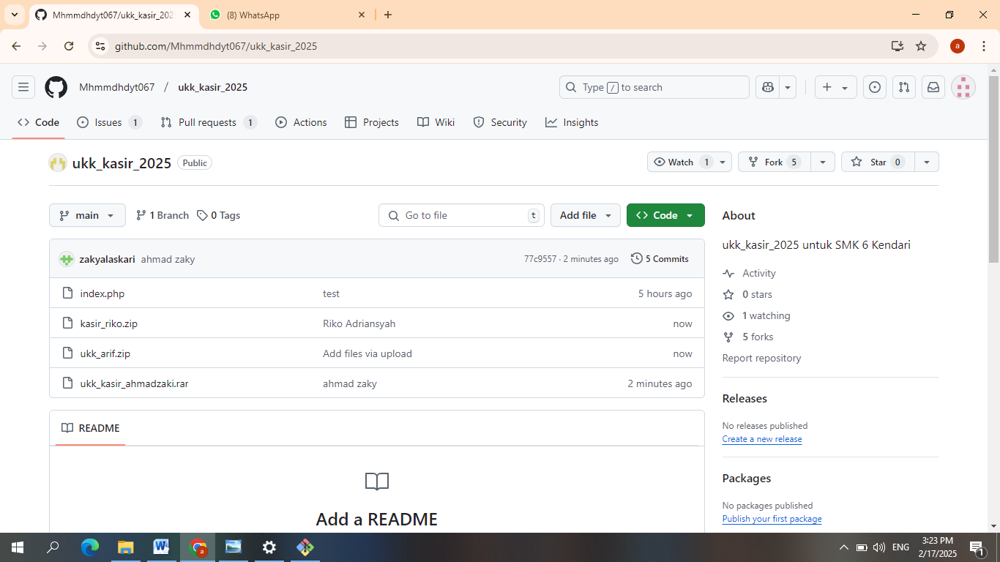 Mhmmdhdyt067/ukk_kasir_202
(8) WhatsApp
github.com/Mhmmdhdyt067/ukk_kasir_2025
a
Mhmmdhdyt067 / ukk_kasir_2025
Type / to search
Code
Issues 1
Pull requests 1
Actions
Projects
Wiki
Security
Insights
ukk_kasir_2025 Public
Watch 1
Fork 5
Star 0
main
1 Branch
0 Tags
Go to file t
Add file
Code
zakyalaskari ahmad zaky 77c9557 · 2 minutes ago 5 Commits
index.php test 5 hours ago
kasir_riko.zip Riko Adriansyah now
ukk_arif.zip Add files via upload now
ukk_kasir_ahmadzaki.rar ahmad zaky 2 minutes ago
README
Add a README
About
ukk_kasir_2025 untuk SMK 6 Kendari
Activity
0 stars
1 watching
5 forks
Report repository
Releases
No releases published
Create a new release
Packages
No packages published
Publish your first package
ENG
3:23 PM
2/17/2025
1